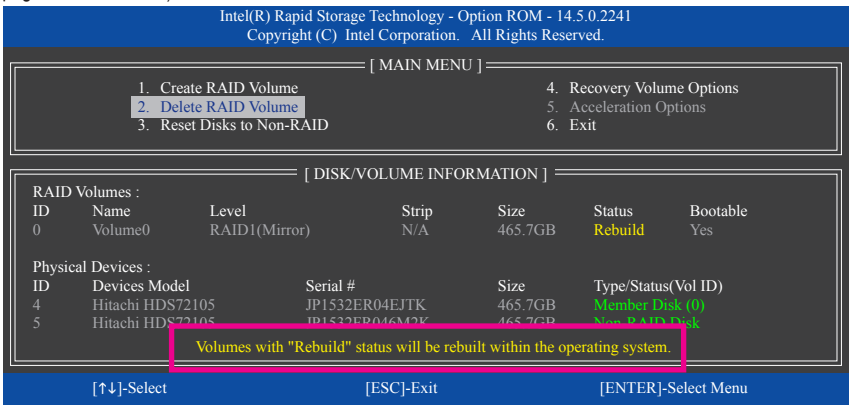 Intel(R) Rapid Storage Technology - Option ROM - 14.5.0.2241
Copyright (C) Intel Corporation. All Rights Reserved.
[ MAIN MENU ]
1. Create RAID Volume
2. Delete RAID Volume
3. Reset Disks to Non-RAID
4. Recovery Volume Options
5. Acceleration Options
6. Exit
[ DISK/VOLUME INFORMATION ]
RAID Volumes :
ID Name Level Strip Size Status Bootable
0 Volume0 RAID1(Mirror) N/A 465.7GB Rebuild Yes
Physical Devices :
ID Devices Model Serial # Size Type/Status(Vol ID)
4 Hitachi HDS72105 JP1532ER04EJTK 465.7GB Member Disk (0)
5 Hitachi HDS72105 JP1532ER046M2K 465.7GB Non-RAID Disk
Volumes with "Rebuild" status will be rebuilt within the operating system.
[↑↓]-Select [ESC]-Exit [ENTER]-Select Menu